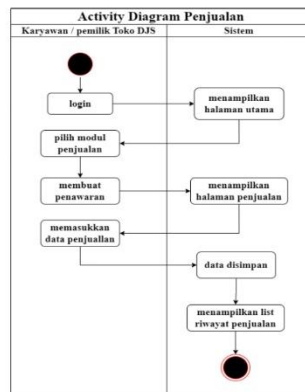 Activity Diagram Penjualan
Karyawan / pemilik Toko DJS
Sistem
login
menampilkan
halaman utama
pilih modul
penjualan
membuat
penawaran
menampilkan
halaman penjualan
memasukkan
data penjuallan
data disimpan
menampilkan list
riwayat penjualan